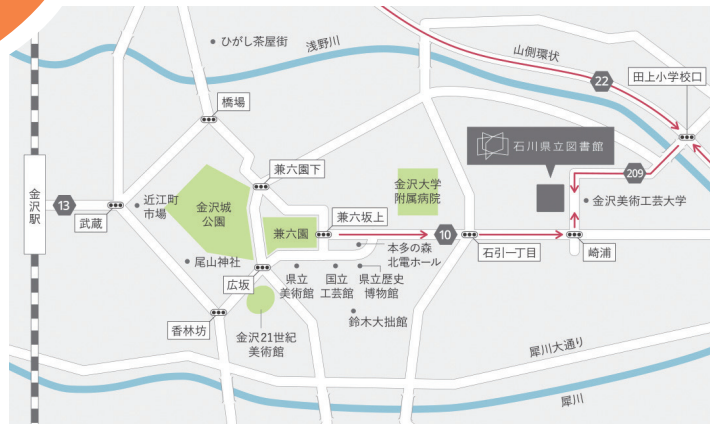 ひがし茶屋街
浅野川
山側環状
22
田上小学校口
橋場
石川県立図書館
兼六園下
金沢大学
附属病院
209
金沢駅
13
近江町
市場
武蔵
金沢城
公園
兼六園
兼六坂上
10
金沢美術工芸大学
本多の森
北電ホール
石引一丁目
崎浦
尾山神社
広坂
県立
美術館
国立
工芸館
県立歴史
博物館
香林坊
鈴木大拙館
金沢21世紀
美術館
犀川大通り
犀川